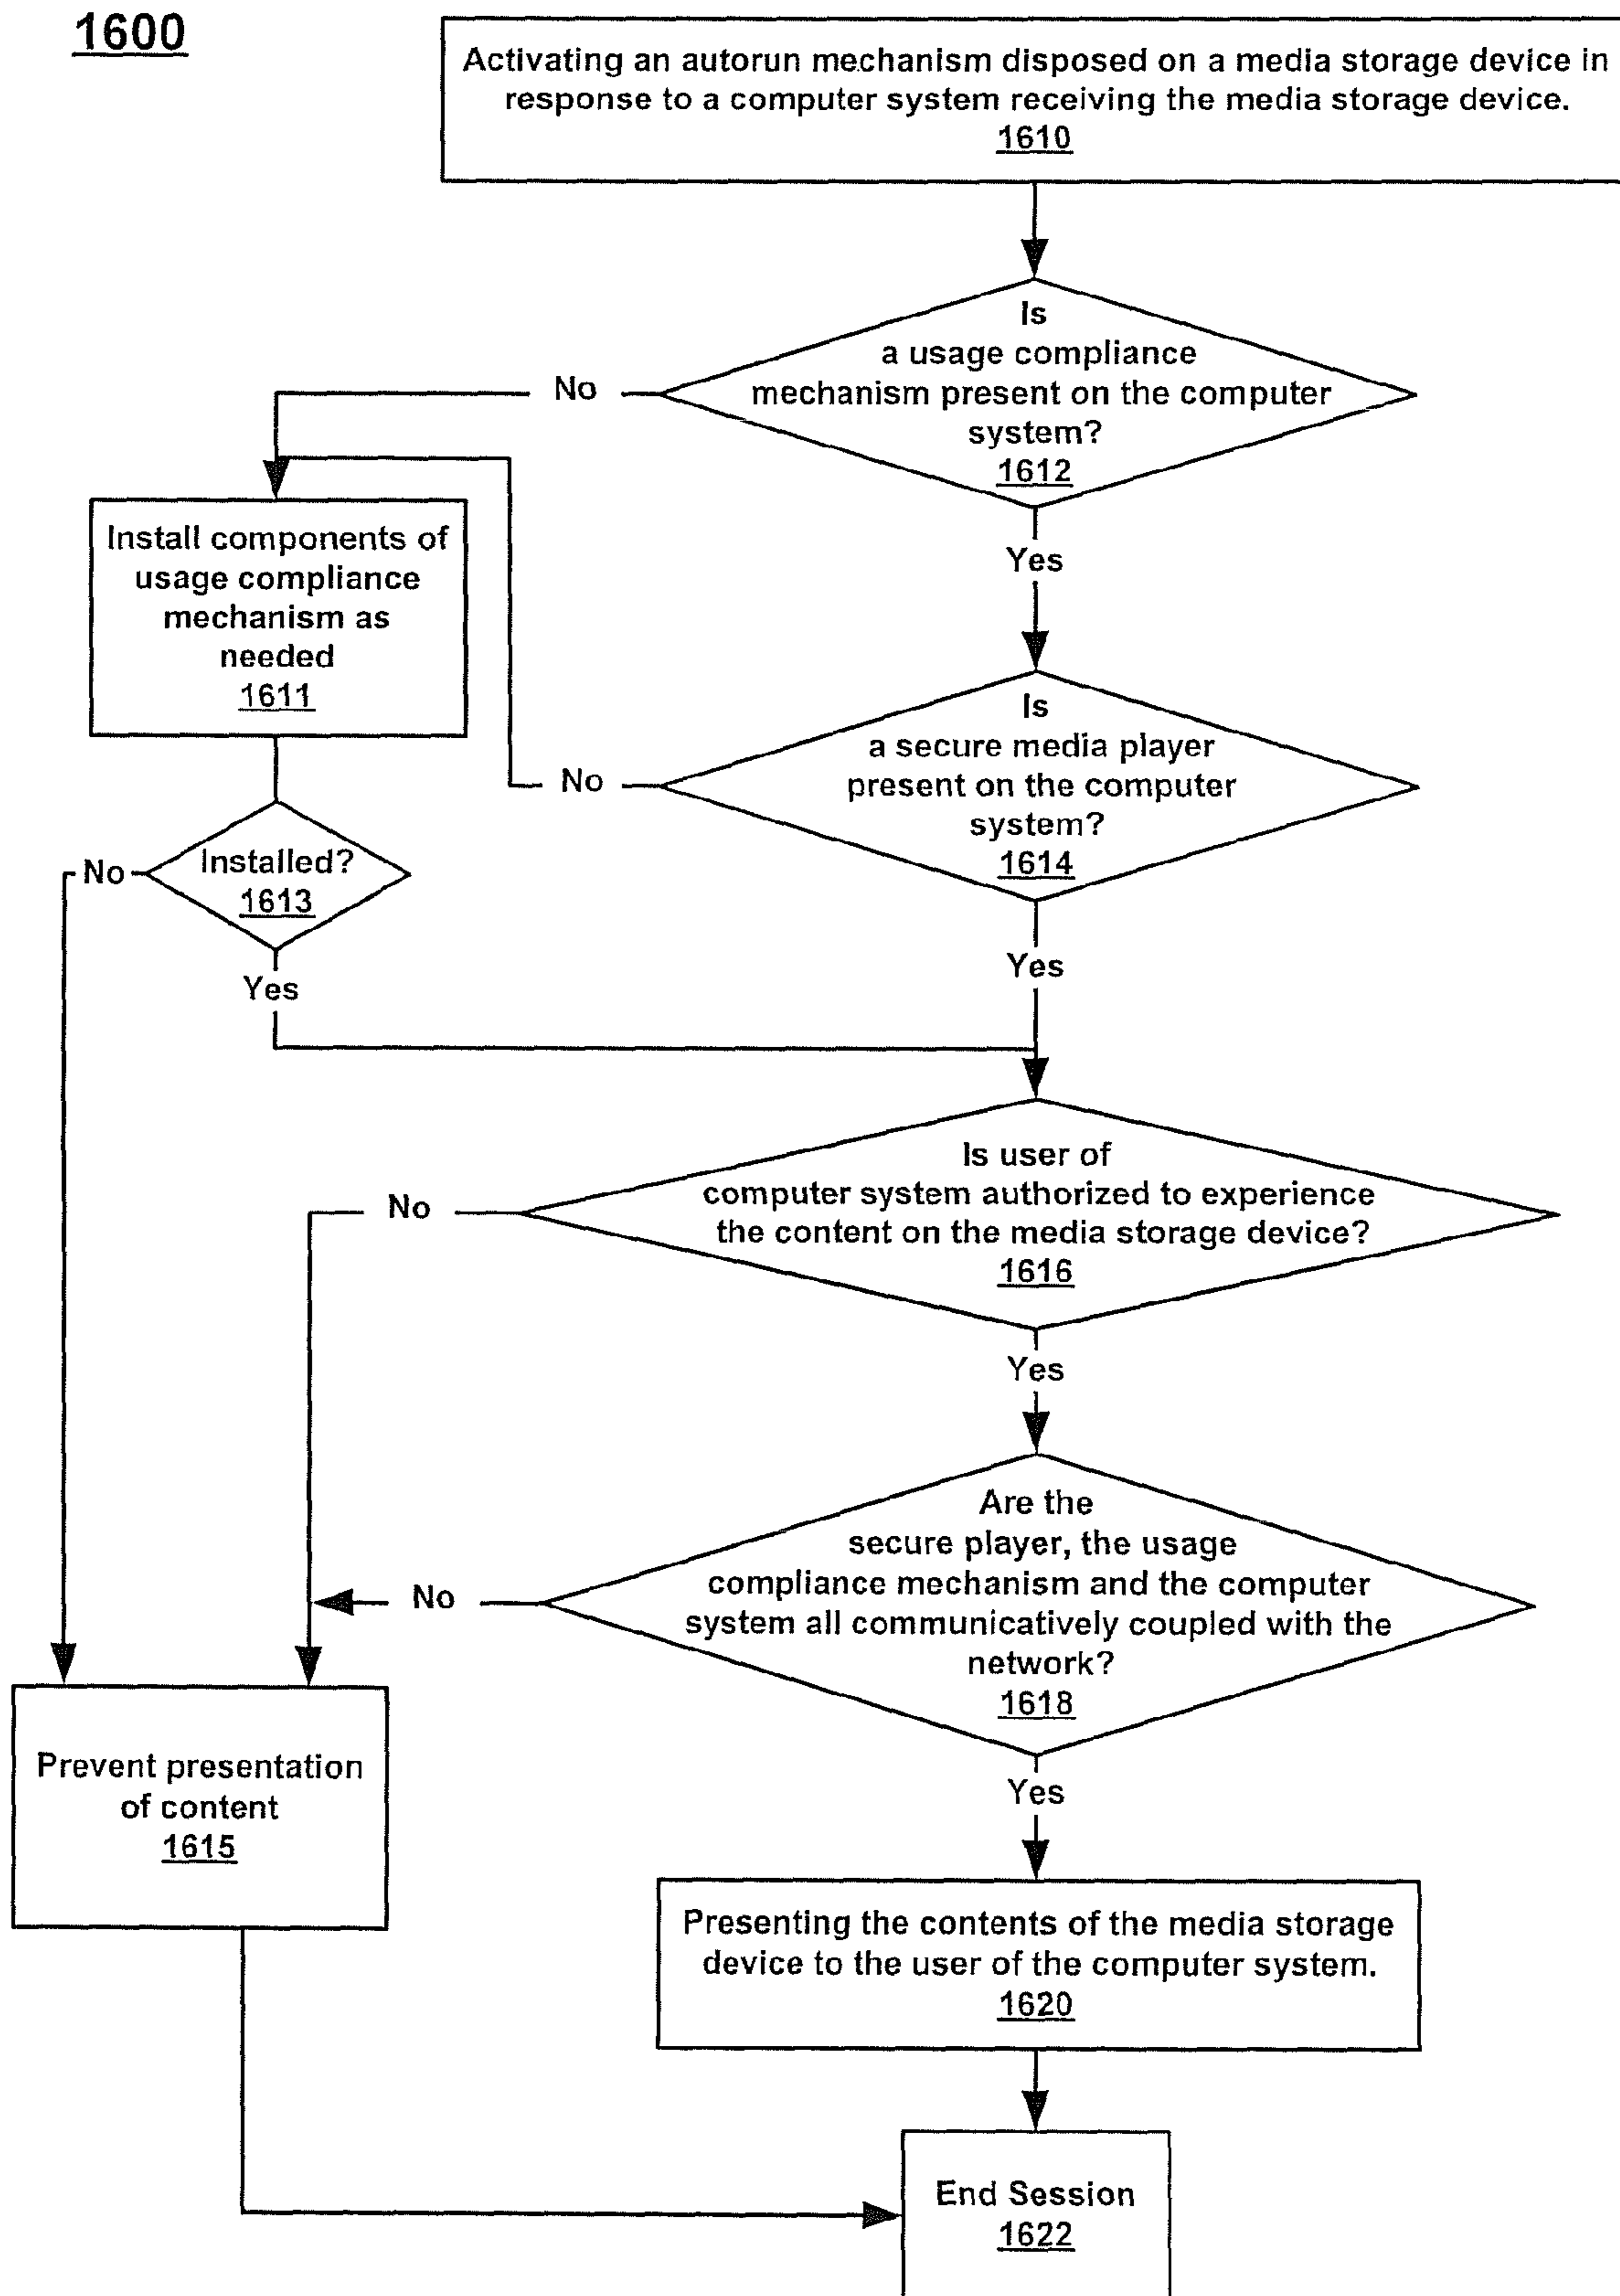 1600
Activating an autorun mechanism disposed on a media storage device in
response to a computer system receiving the media storage device.
1610
Is
a usage compliance
mechanism present on the computer
system?
1612
No
Yes
Install components of
usage compliance
mechanism as
needed
1611
Is
a secure media player
present on the computer
system?
1614
No
Yes
Installed?
1613
No
Yes
Is user of
computer system authorized to experience
the content on the media storage device?
1616
No
Yes
Are the
secure player, the usage
compliance mechanism and the computer
system all communicatively coupled with the
network?
1618
No
Yes
Prevent presentation
of content
1615
Presenting the contents of the media storage
device to the user of the computer system.
1620
End Session
1622